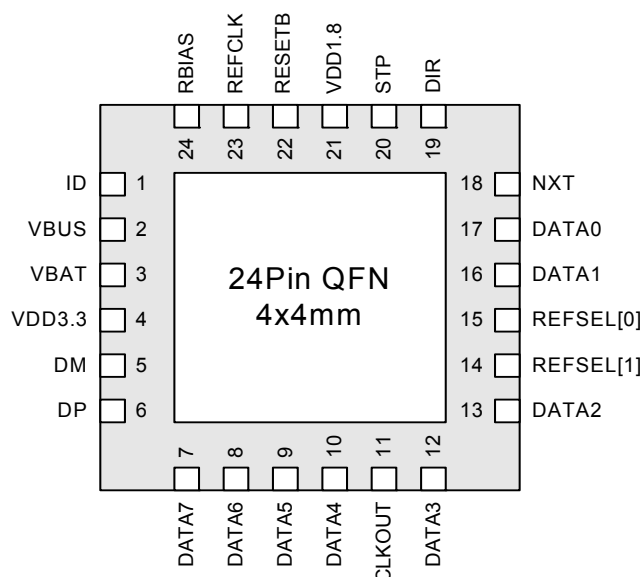 RBIAS
REFCLK
RESETB
VDD1.8
STP
DIR
24
23
22
21
20
19
ID 1
VBUS 2
VBAT 3
VDD3.3 4
DM 5
DP 6
24Pin QFN
4x4mm
18 NXT
17 DATA0
16 DATA1
15 REFSEL[0]
14 REFSEL[1]
13 DATA2
7
8
9
10
11
12
DATA7
DATA6
DATA5
DATA4
CLKOUT
DATA3